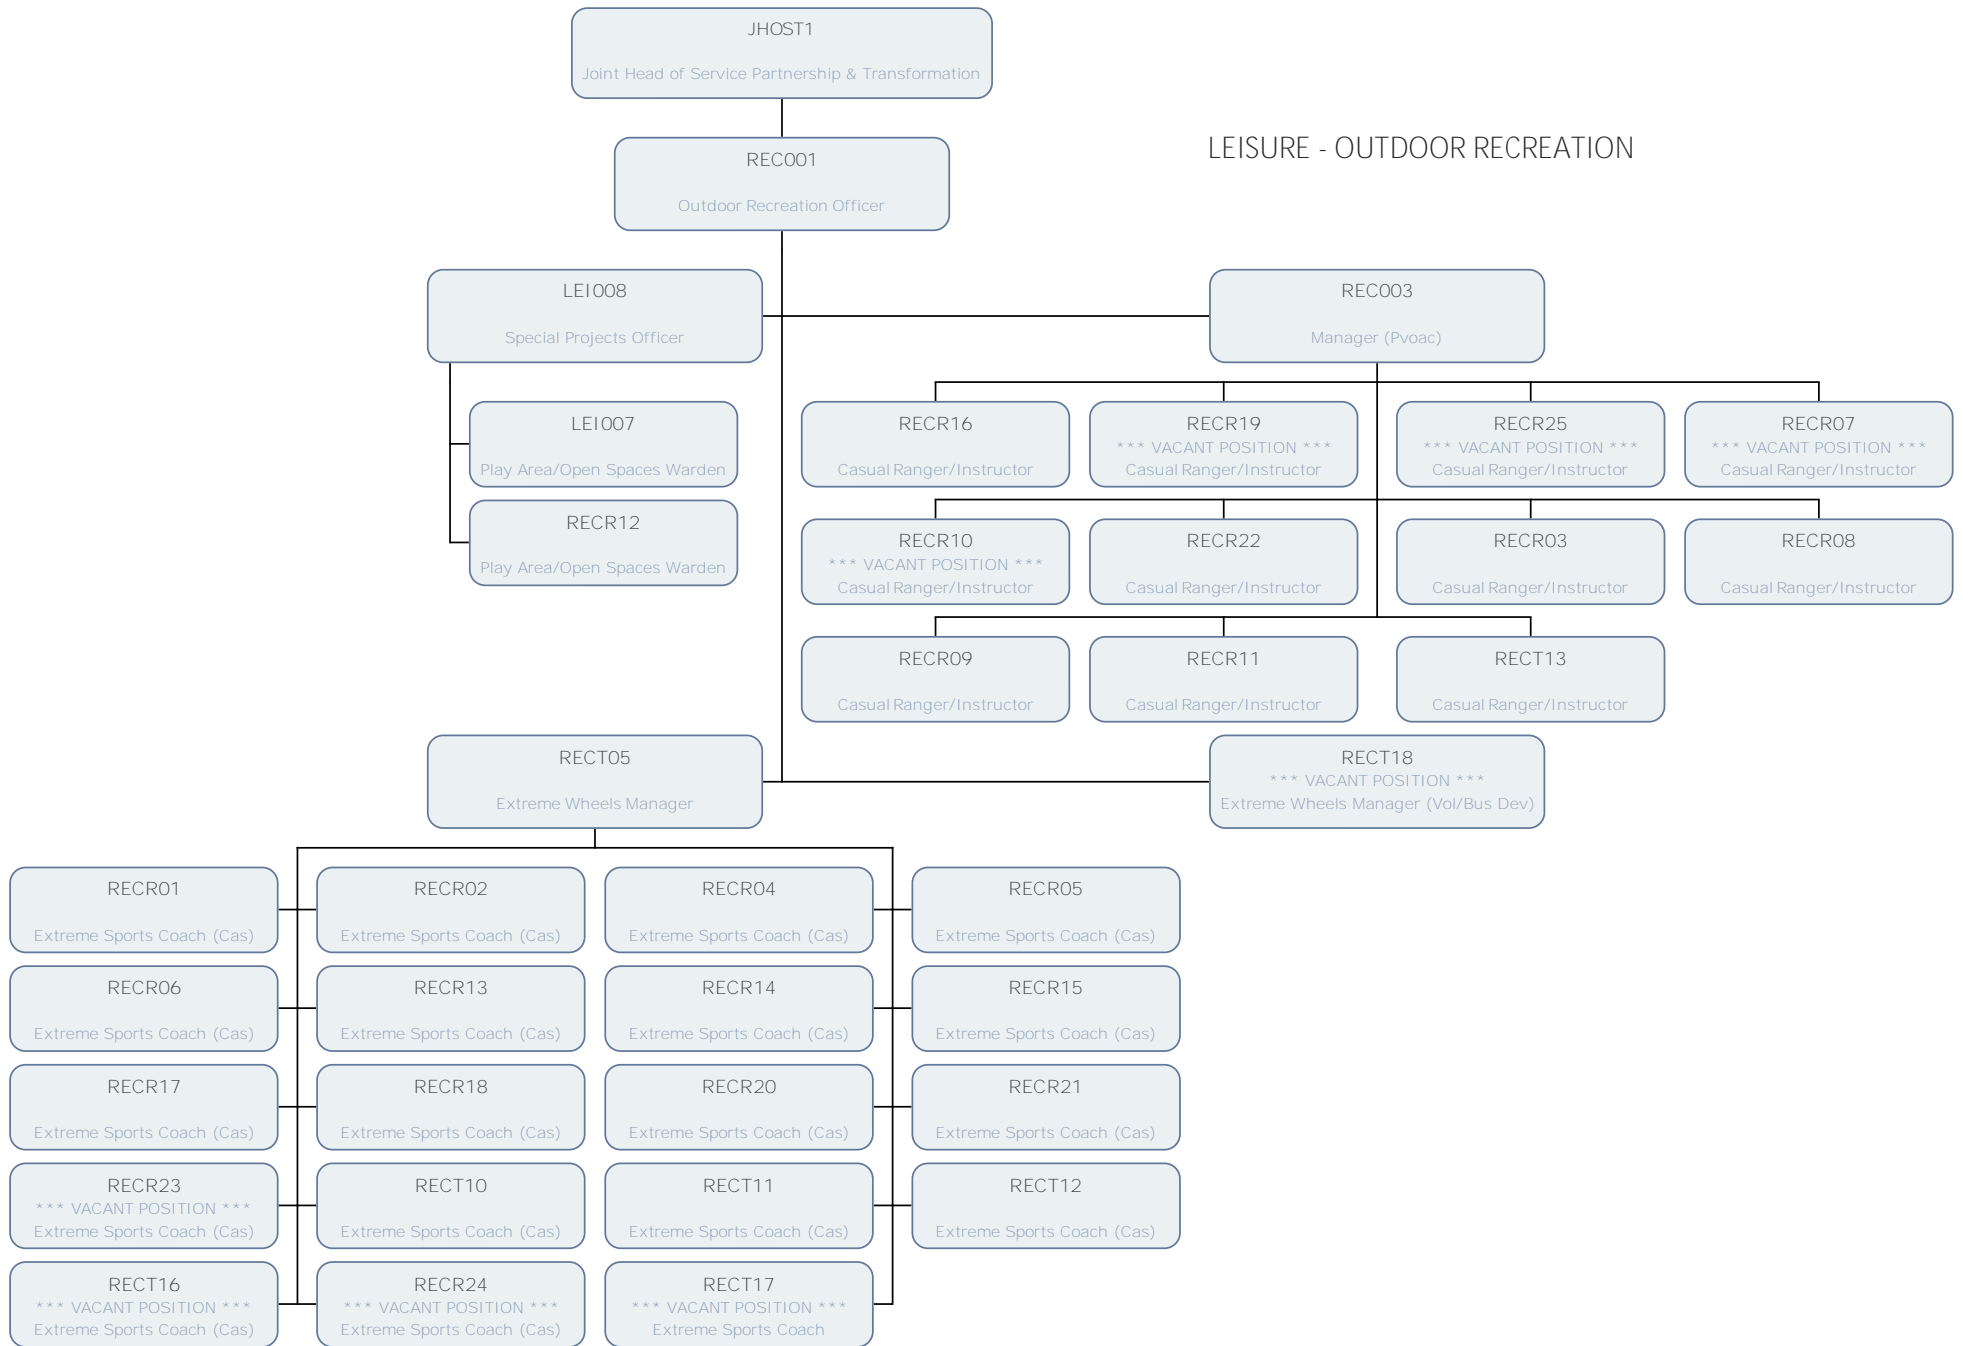 JHOST1
Joint Head of Service Partnership & Transformation
LEISURE - OUTDOOR RECREATION
REC001
Outdoor Recreation Officer
LEI008
Special Projects Officer
REC003
Manager (Pvoac)
LEI007
Play Area/Open Spaces Warden
RECR12
Play Area/Open Spaces Warden
RECR16
Casual Ranger/Instructor
RECR19
*** VACANT POSITION ***
Casual Ranger/Instructor
RECR25
*** VACANT POSITION ***
Casual Ranger/Instructor
RECR07
*** VACANT POSITION ***
Casual Ranger/Instructor
RECR10
*** VACANT POSITION ***
Casual Ranger/Instructor
RECR22
Casual Ranger/Instructor
RECR03
Casual Ranger/Instructor
RECR08
Casual Ranger/Instructor
RECR09
Casual Ranger/Instructor
RECR11
Casual Ranger/Instructor
RECT13
Casual Ranger/Instructor
RECT05
Extreme Wheels Manager
RECT18
*** VACANT POSITION ***
Extreme Wheels Manager (Vol/Bus Dev)
RECR01
Extreme Sports Coach (Cas)
RECR02
Extreme Sports Coach (Cas)
RECR04
Extreme Sports Coach (Cas)
RECR05
Extreme Sports Coach (Cas)
RECR06
Extreme Sports Coach (Cas)
RECR13
Extreme Sports Coach (Cas)
RECR14
Extreme Sports Coach (Cas)
RECR15
Extreme Sports Coach (Cas)
RECR17
Extreme Sports Coach (Cas)
RECR18
Extreme Sports Coach (Cas)
RECR20
Extreme Sports Coach (Cas)
RECR21
Extreme Sports Coach (Cas)
RECR23
*** VACANT POSITION ***
Extreme Sports Coach (Cas)
RECT10
Extreme Sports Coach (Cas)
RECT11
Extreme Sports Coach (Cas)
RECT12
Extreme Sports Coach (Cas)
RECT16
*** VACANT POSITION ***
Extreme Sports Coach (Cas)
RECR24
*** VACANT POSITION ***
Extreme Sports Coach (Cas)
RECT17
*** VACANT POSITION ***
Extreme Sports Coach